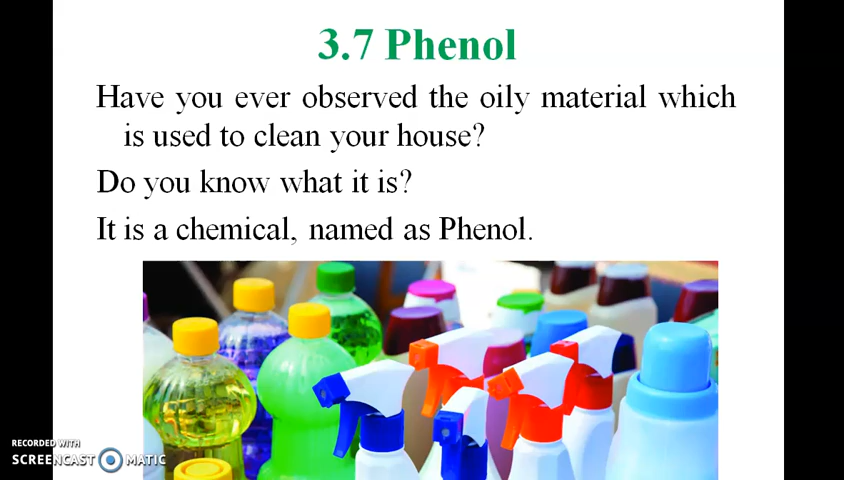 3.7 Phenol
Have you ever observed the oily material which
is used to clean your house?
Do you know what it is?
It is a chemical, named as Phenol.
RECORDED WITH
SCREENCAST MATIC